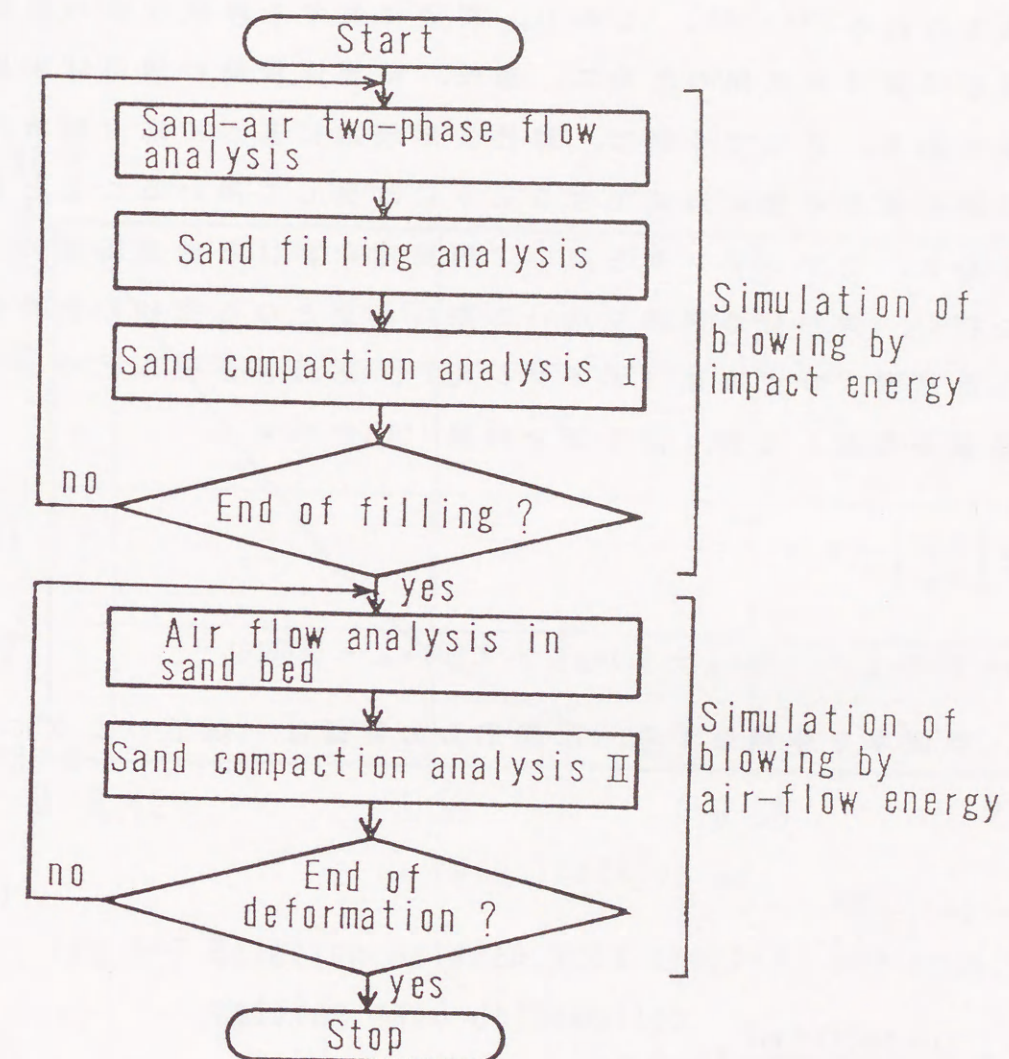 Start
Sand-air two-phase flow
analysis
Sand filling analysis
Sand compaction analysis I
Simulation of
blowing by
impact energy
no
End of filling ?
yes
Air flow analysis in
sand bed
Sand compaction analysis II
Simulation of
blowing by
air-flow energy
no
End of
deformation ?
yes
Stop